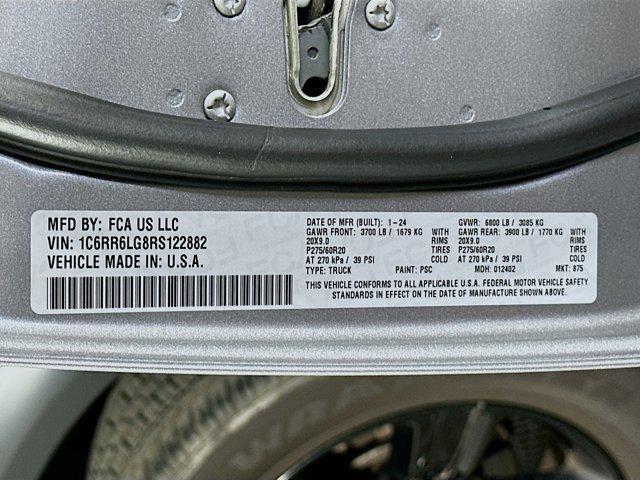 MFD BY: FCA US LLC
VIN: 1C6RR6LG8RS122882
VEHICLE MADE IN: U.S.A.
DATE OF MFR (BUILT): 1-24 GVWR: 6800 LB / 3085 KG
GAWR FRONT: 3700 LB / 1679 KG WITH GAWR REAR: 3900 LB / 1770 KG WITH
20X9.0 RIMS 20X9.0 RIMS
P275/60R20 TIRES P275/60R20 TIRES
AT 270 kPa / 39 PSI COLD AT 270 kPa / 39 PSI COLD
TYPE: TRUCK PAINT: PSC MDH: 012402 MKT: 875
THIS VEHICLE CONFORMS TO ALL APPLICABLE U.S.A. FEDERAL MOTOR VEHICLE SAFETY
STANDARDS IN EFFECT ON THE DATE OF MANUFACTURE SHOWN ABOVE.
WRA